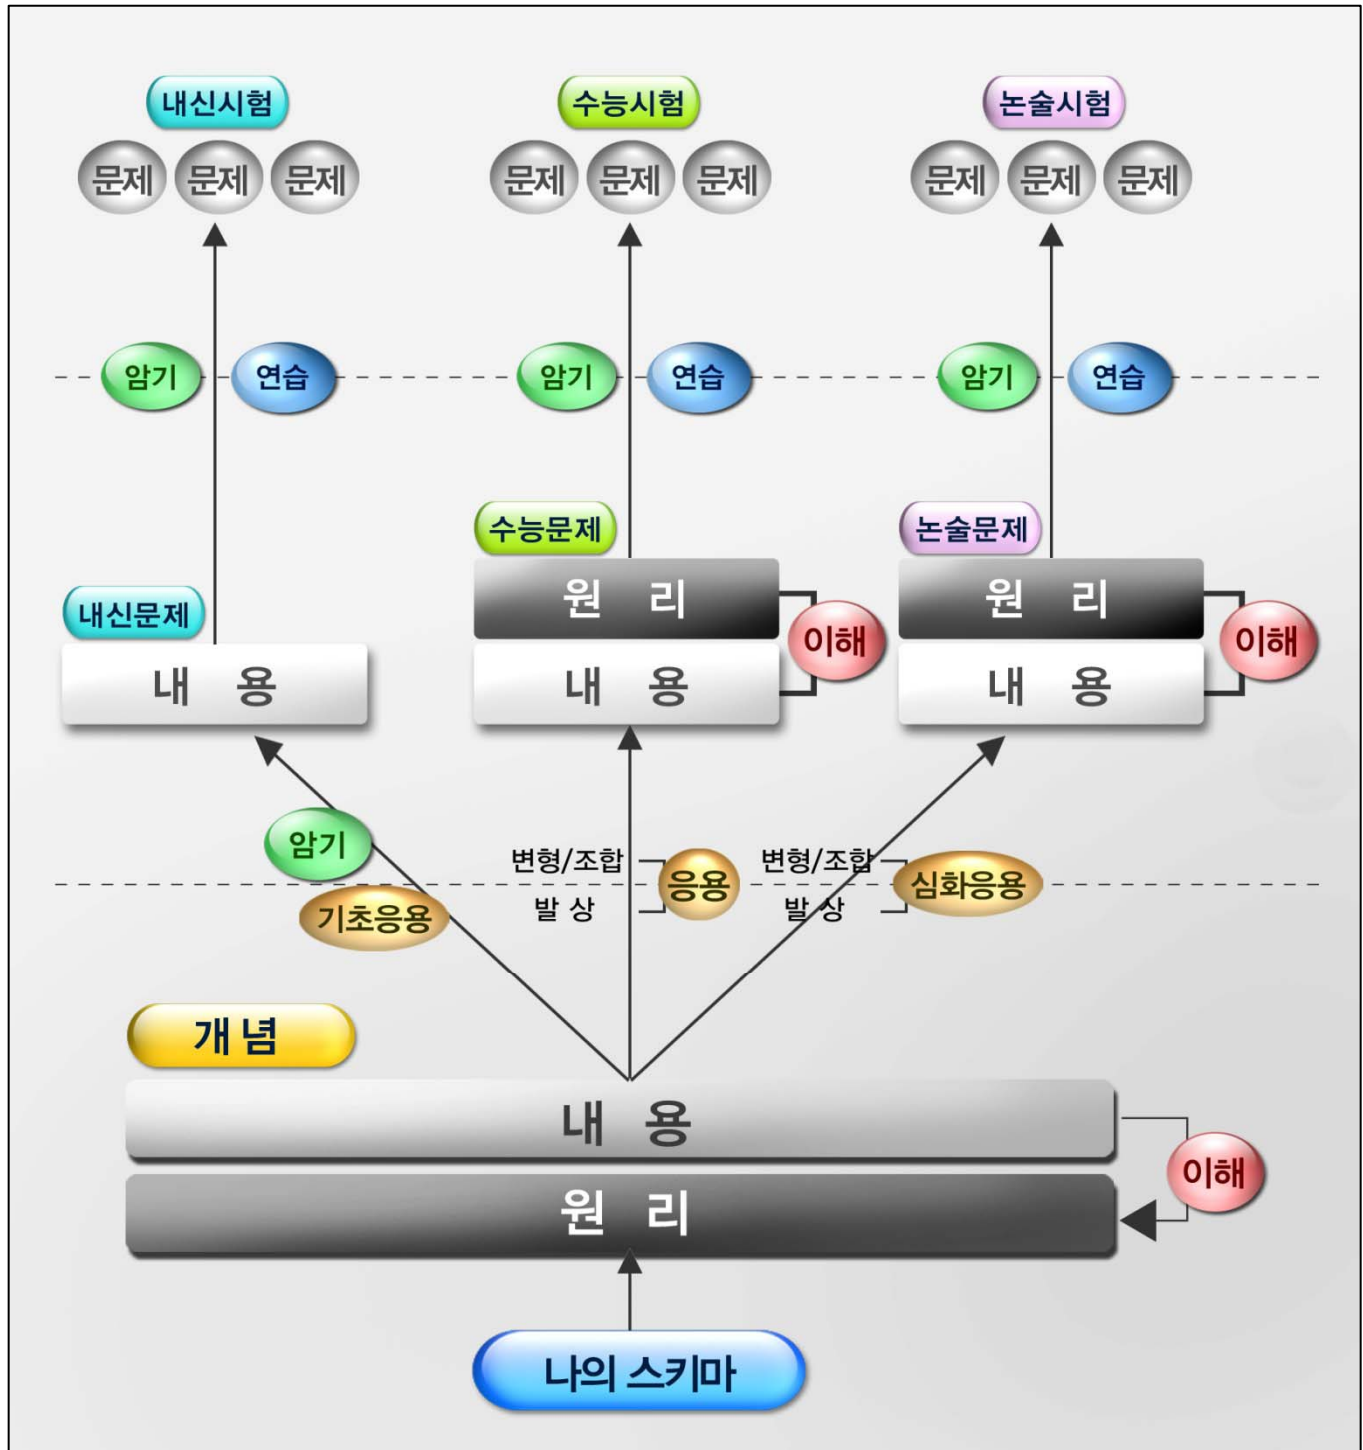 내신시험 수능시험 논술시험
문제 문제 문제 문제 문제 문제 문제 문제 문제
암기 연습 암기 연습 암기 연습
수능문제 논술문제
원 리 원 리
내신문제 이해 이해
내 용 내 용 내 용
암기 변형/조합 응용 변형/조합 심화응용
기초응용 발 상 발 상
개 념
내 용
이해
원 리
나의 스키마